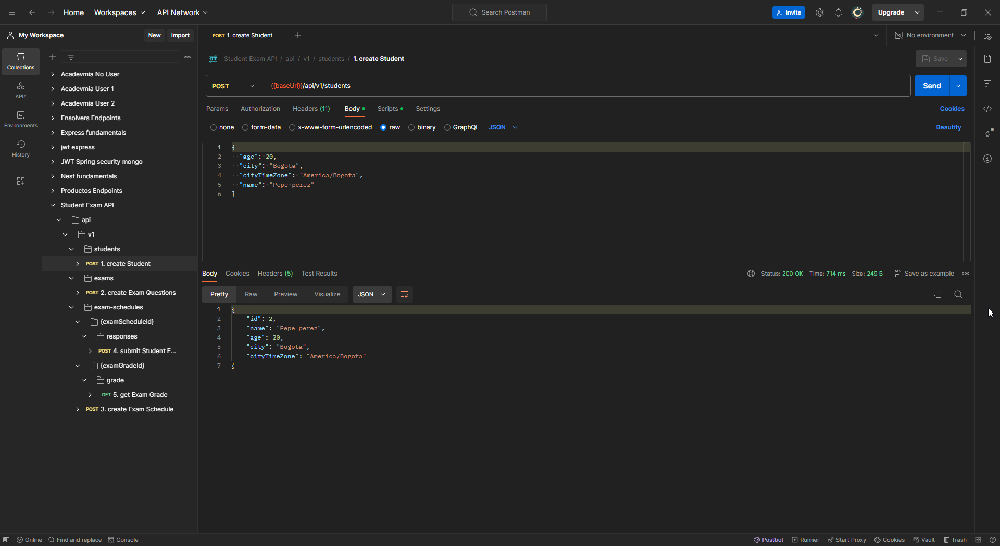 Home Workspaces API Network Search Postman Invite Upgrade
My Workspace New Import POST 1. create Student No environment
Collections
APIs
Environments
History
Acadevmia No User
Acadevmia User 1
Acadevmia User 2
Ensolvers Endpoints
Express fundamentals
jwt express
JWT Spring security mongo
Nest fundamentals
Productos Endpoints
Student Exam API
api
v1
students
POST 1. create Student
exams
POST 2. create Exam Questions
exam-schedules
{examScheduleId}
responses
POST 4. submit Student E...
{examGradeId}
grade
GET 5. get Exam Grade
POST 3. create Exam Schedule
HTTP Student Exam API / api / v1 / students / 1. create Student Save
POST {{baseUrl}}/api/v1/students Send
Params Authorization Headers (11) Body Scripts Settings Cookies
none form-data x-www-form-urlencoded raw binary GraphQL JSON Beautify
1 {
2 "age": 20,
3 "city": "Bogota",
4 "cityTimeZone": "America/Bogota",
5 "name": "Pepe perez"
6 }
Body Cookies Headers (5) Test Results Status: 200 OK Time: 714 ms Size: 249 B Save as example
Pretty Raw Preview Visualize JSON
1 {
2 "id": 2,
3 "name": "Pepe perez",
4 "age": 20,
5 "city": "Bogota",
6 "cityTimeZone": "America/Bogota"
7 }
Online Find and replace Console Postbot Runner Start Proxy Cookies Vault Trash